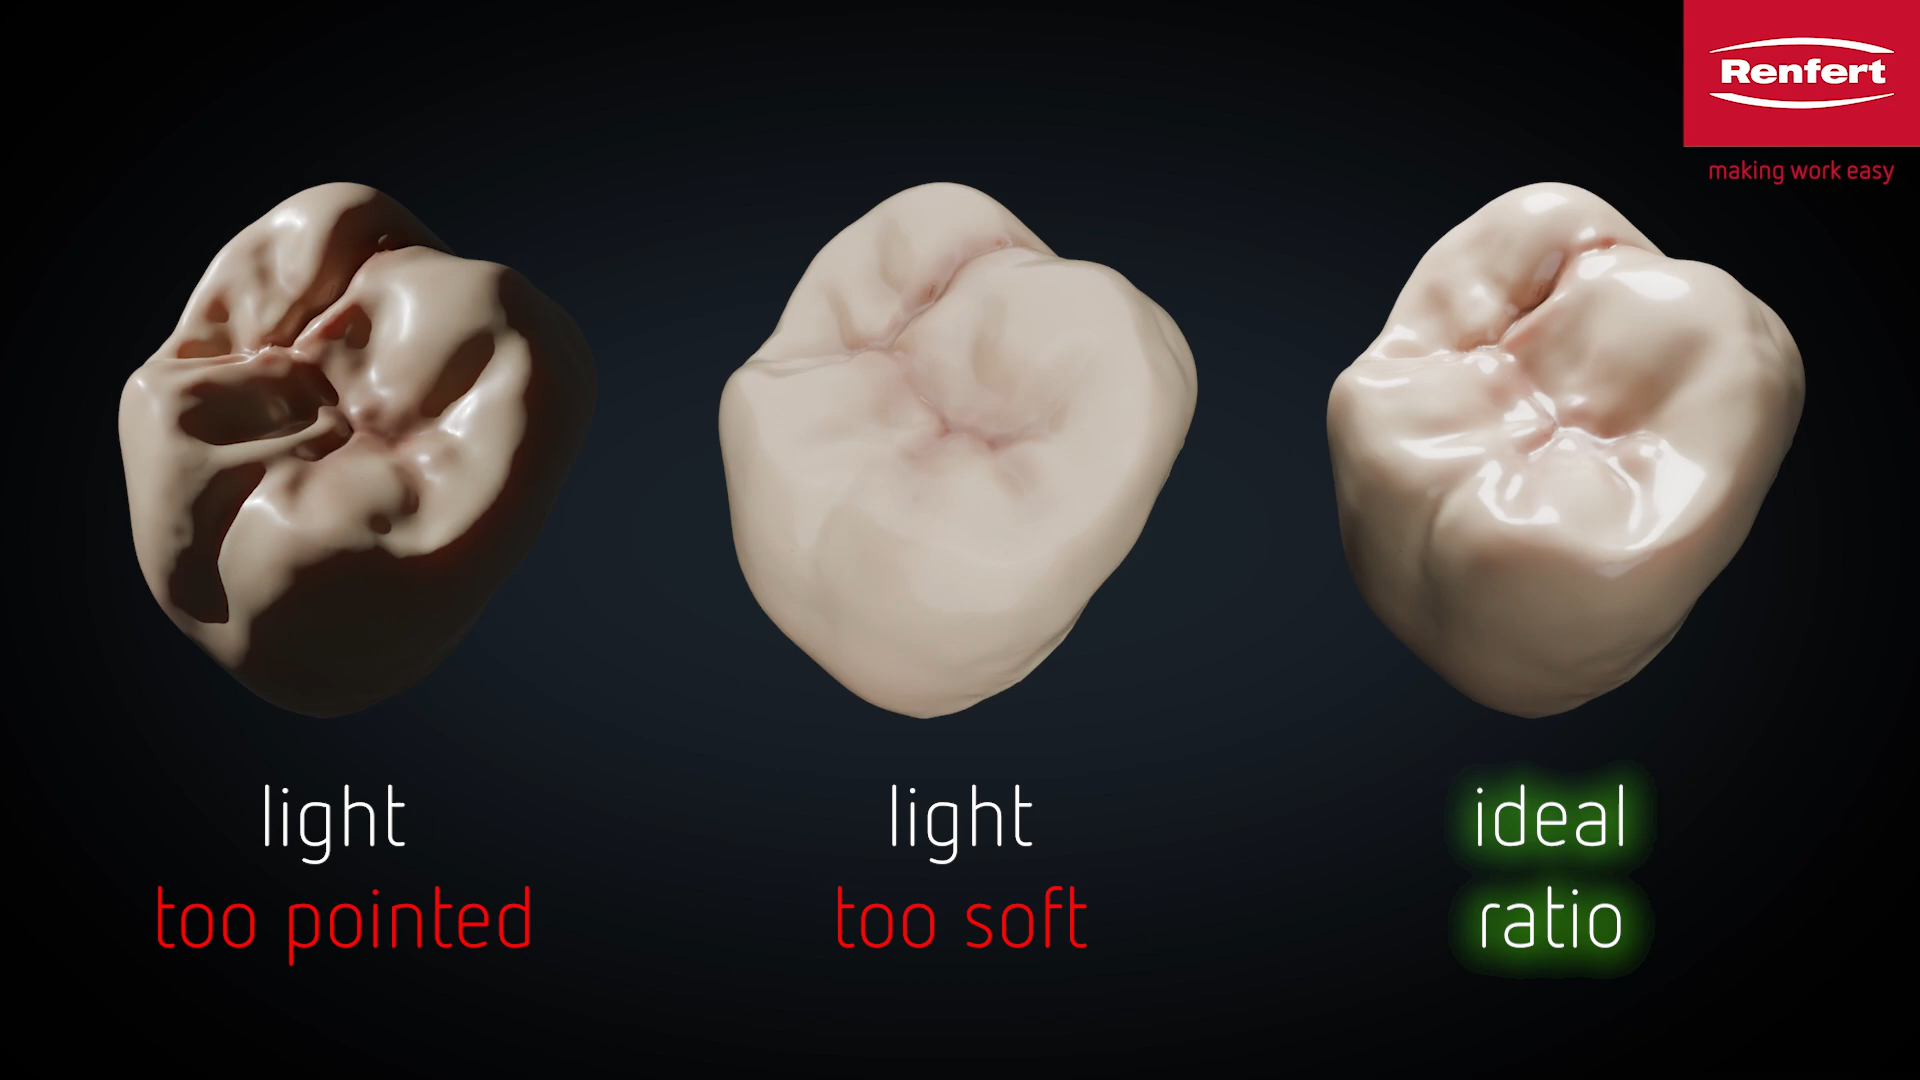 Renfert
making work easy
light
too pointed
light
too soft
ideal
ratio